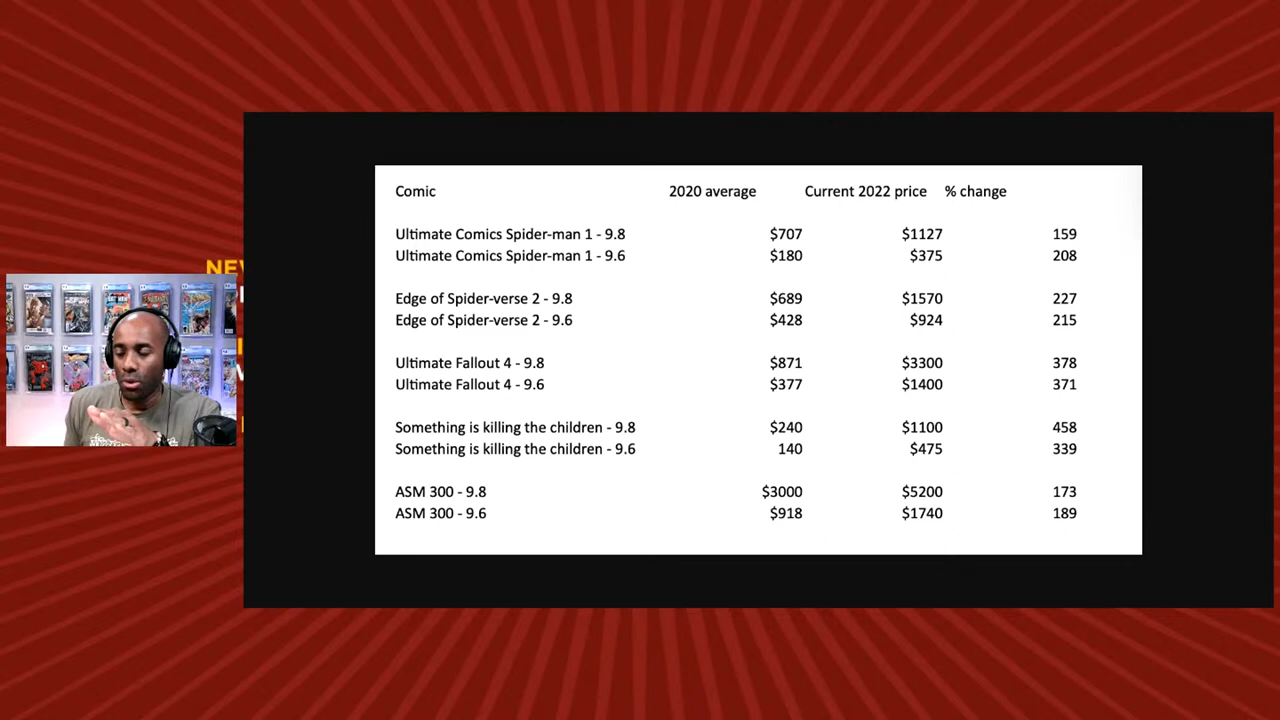 Comic 2020 average Current 2022 price % change
Ultimate Comics Spider-man 1 - 9.8 $707 $1127 159
Ultimate Comics Spider-man 1 - 9.6 $180 $375 208
Edge of Spider-verse 2 - 9.8 $689 $1570 227
Edge of Spider-verse 2 - 9.6 $428 $924 215
Ultimate Fallout 4 - 9.8 $871 $3300 378
Ultimate Fallout 4 - 9.6 $377 $1400 371
Something is killing the children - 9.8 $240 $1100 458
Something is killing the children - 9.6 140 $475 339
ASM 300 - 9.8 $3000 $5200 173
ASM 300 - 9.6 $918 $1740 189